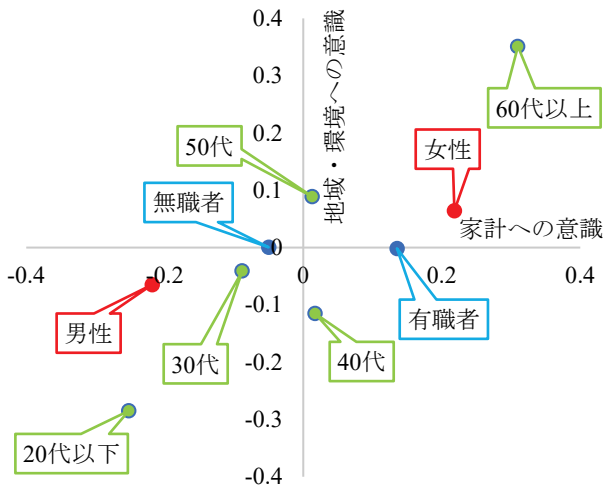 0.4
地域・環境への意識
0.3
60代以上
0.2
50代
女性
0.1
無職者
家計への意識
0
-0.4
-0.2
0
0.2
0.4
-0.1
男性
30代
40代
有職者
-0.2
-0.3
20代以下
-0.4